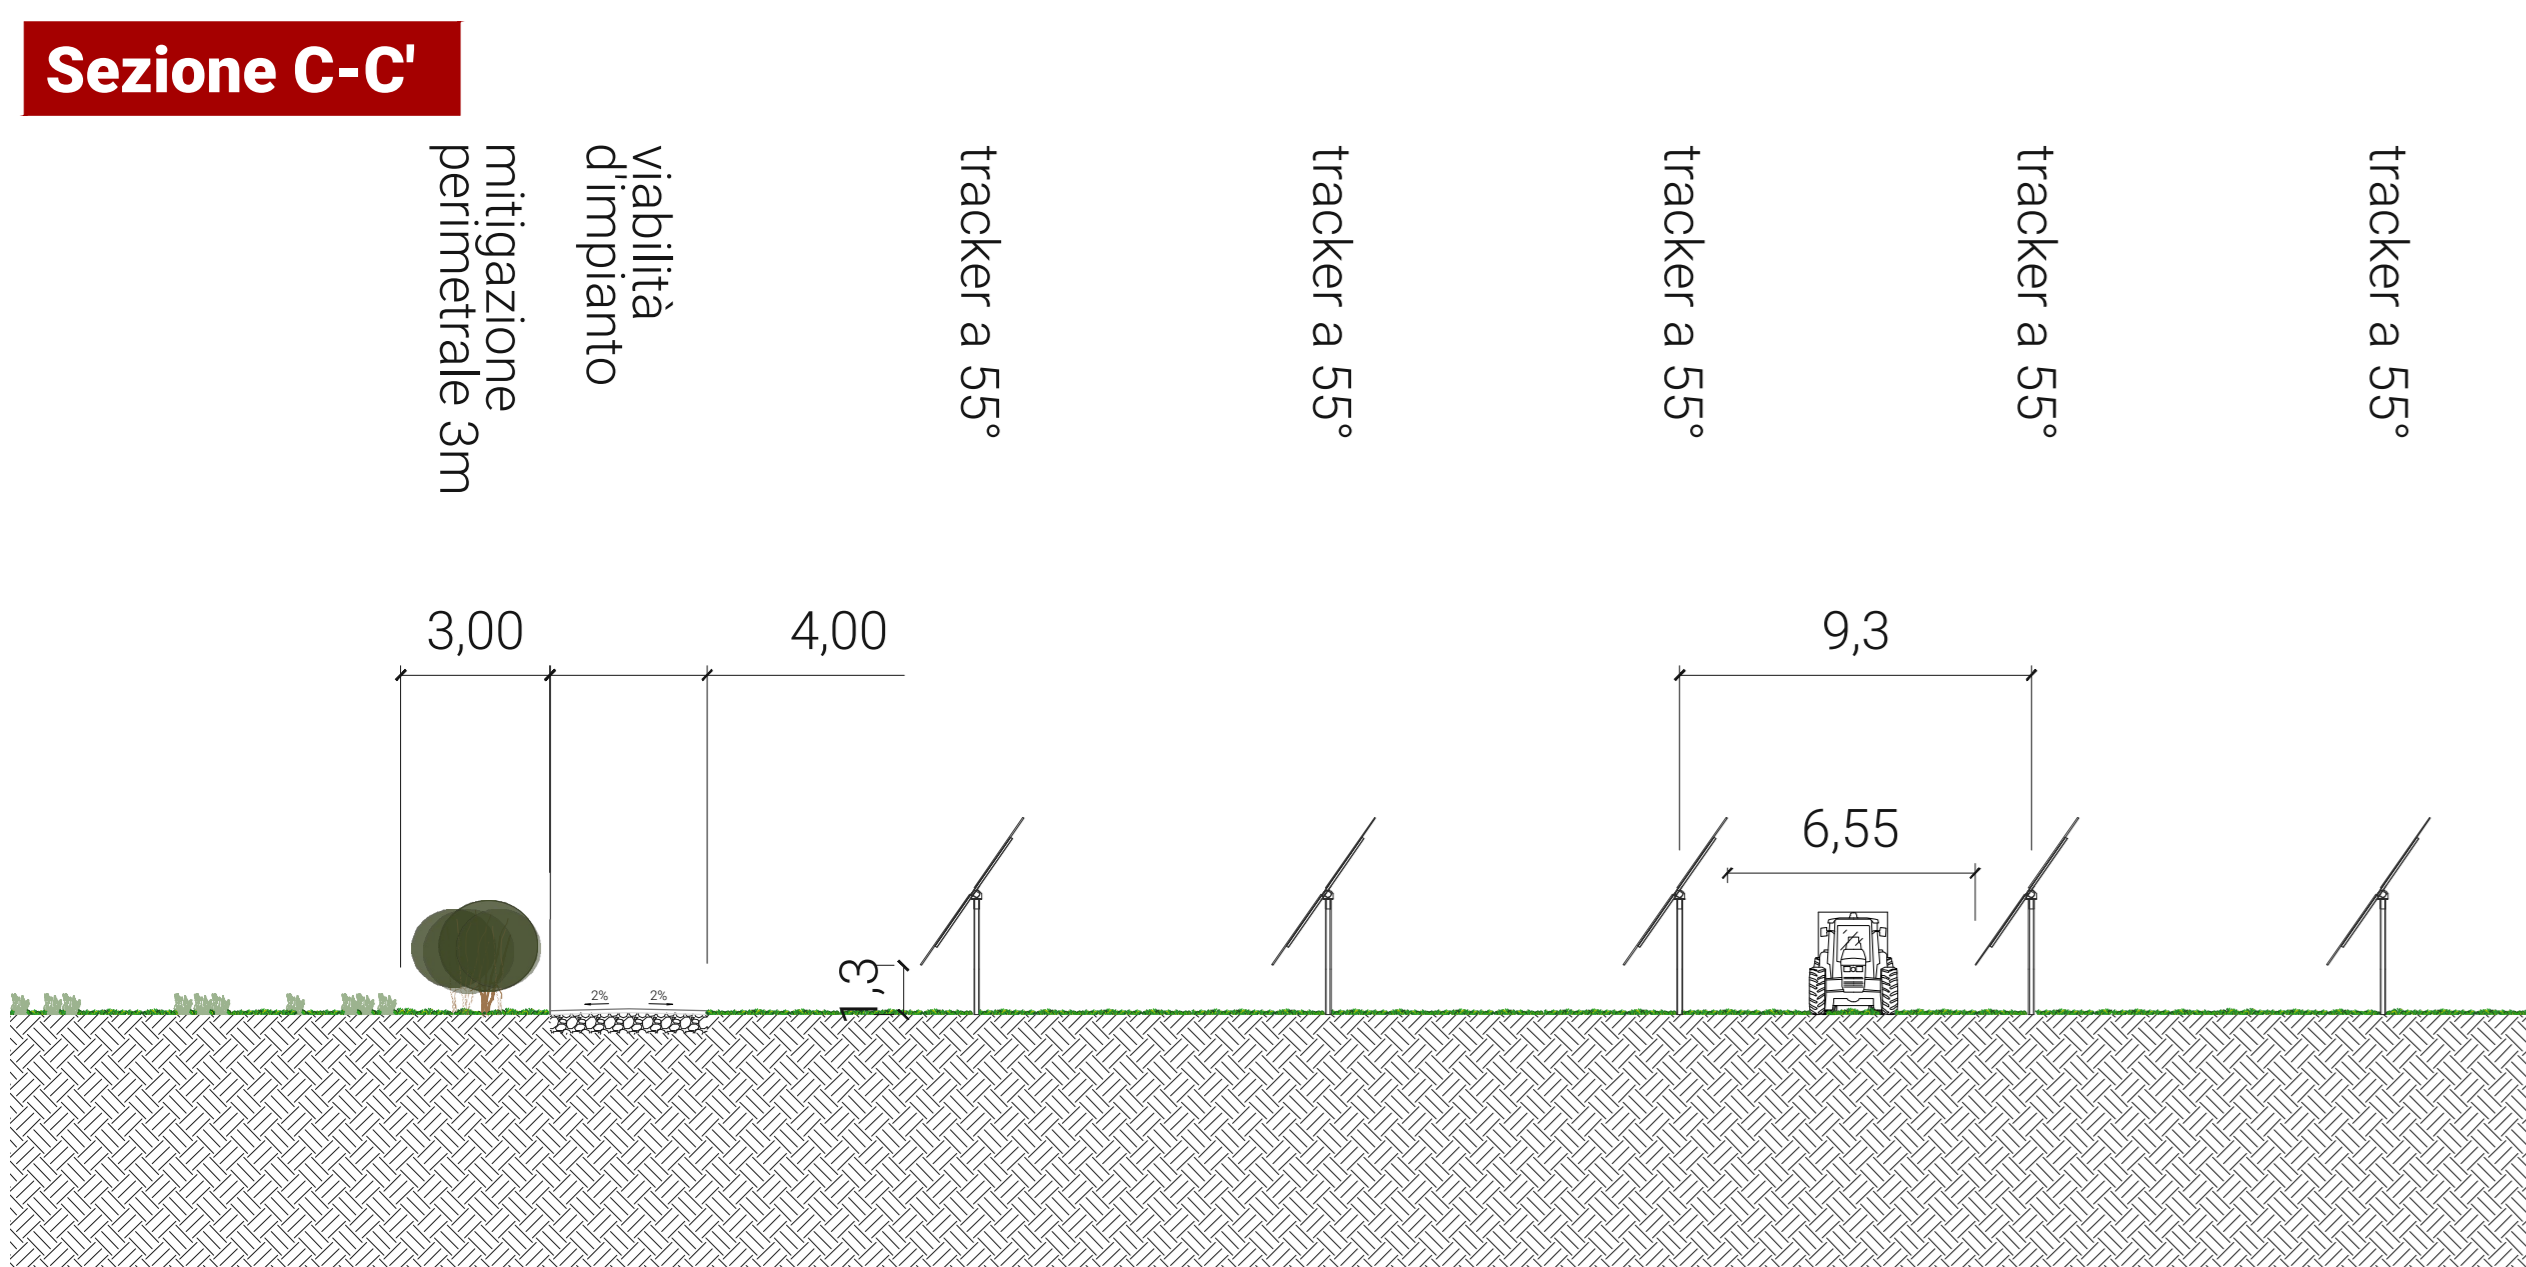 Sezione C-C'
mitigazione
perimetrale 3m
viabilità
d'impianto
tracker a 55°
tracker a 55°
tracker a 55°
tracker a 55°
tracker a 55°
3,00
4,00
9,3
6,55
1,3
2%
2%